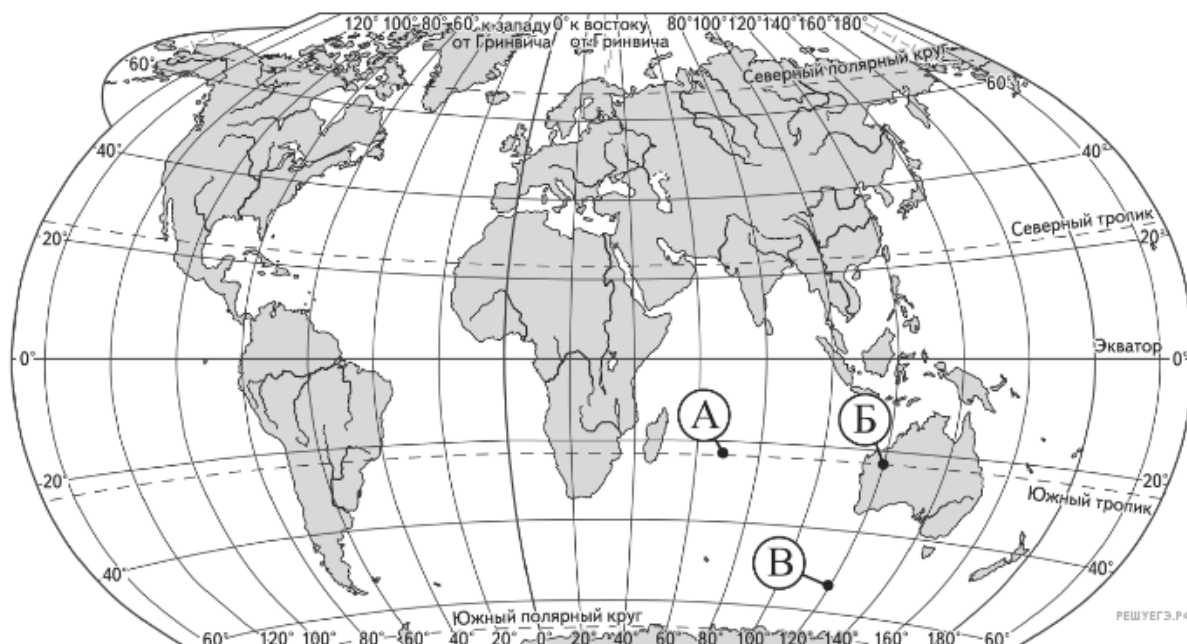 120° 100° 80° 60° к западу 0° к востоку 80° 100° 120° 140° 160° 180°
от Гринвича от Гринвича
Северный полярный круг
60° 60°
40° 40°
Северный тропик
20° 20°
Экватор
0° 0°
А Б
20° 20°
Южный тропик
В
40° 40°
РЕШУЕГЭ.РФ
Южный полярный круг
60° 120° 100° 80° 60° 40° 20° 0° 20° 40° 60° 80° 100° 120° 140° 160° 60°